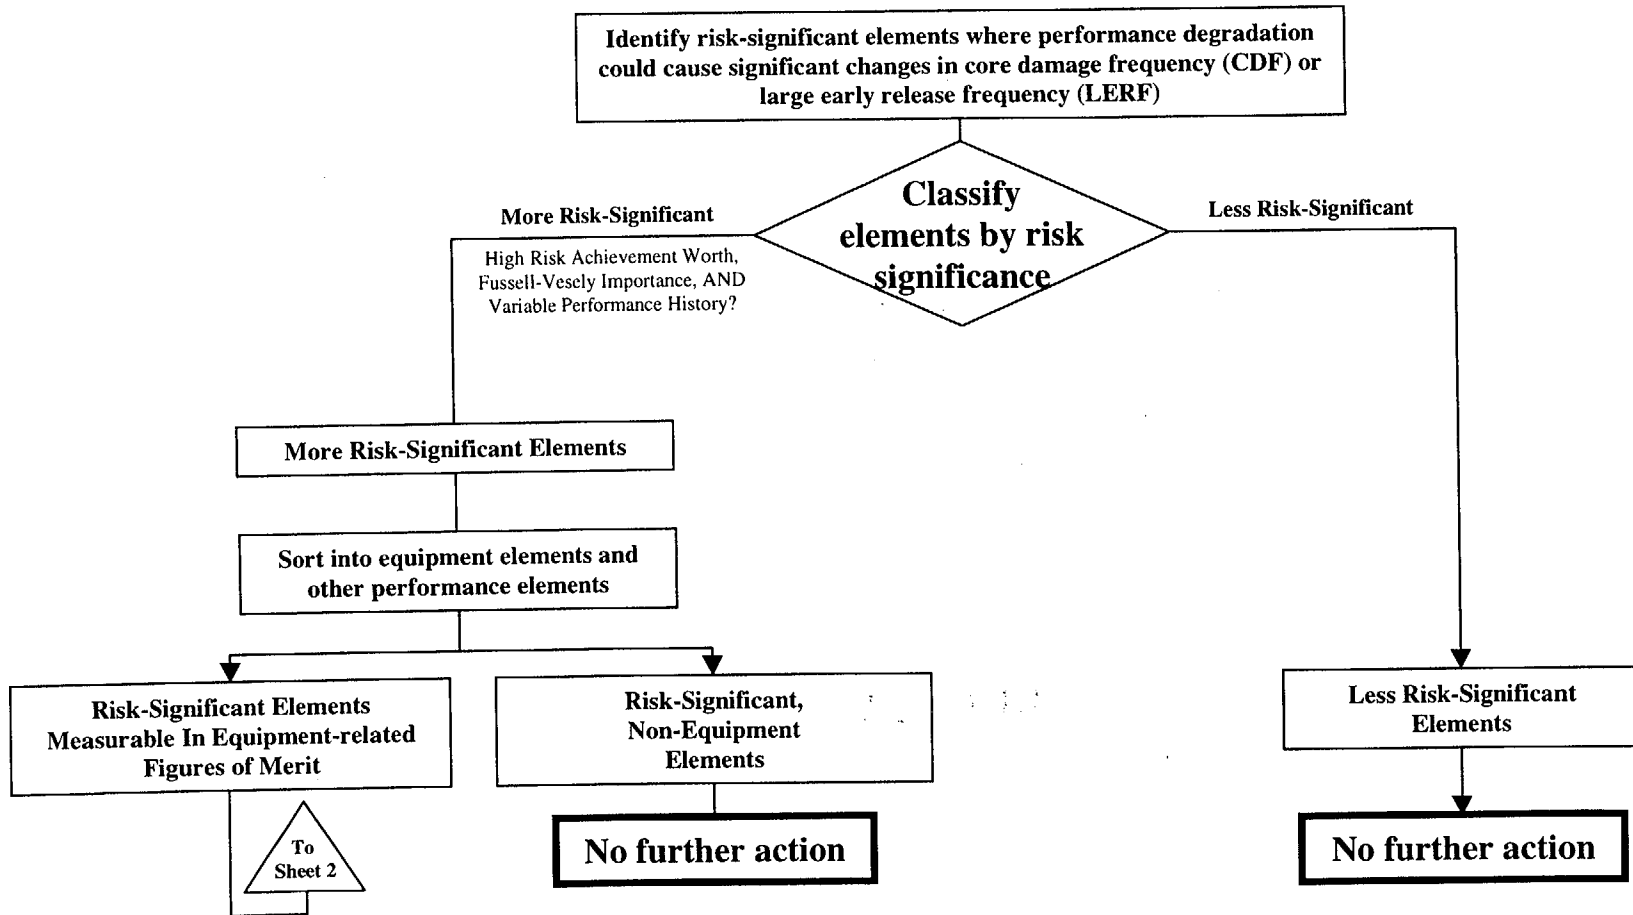 Identify risk-significant elements where performance degradation
could cause significant changes in core damage frequency (CDF) or
large early release frequency (LERF)
Classify
elements by risk
significance
More Risk-Significant
High Risk Achievement Worth,
Fussell-Vesely Importance, AND
Variable Performance History?
Less Risk-Significant
More Risk-Significant Elements
Sort into equipment elements and
other performance elements
Risk-Significant Elements
Measurable In Equipment-related
Figures of Merit
Risk-Significant,
Non-Equipment
Elements
Less Risk-Significant
Elements
To
Sheet 2
No further action
No further action